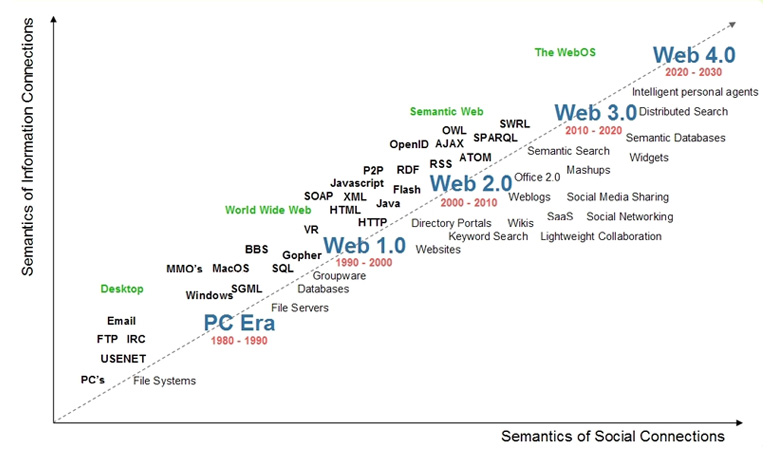 Semantics of Information Connections
The WebOS
Web 4.0
2020 - 2030
Intelligent personal agents
Semantic Web
Web 3.0
2010 - 2020
Distributed Search
SWRL
OWL
SPARQL
OpenID
AJAX
Semantic Databases
Semantic Search
Widgets
ATOM
RSS
Mashups
P2P
RDF
Office 2.0
Javascript
Flash
Web 2.0
2000 - 2010
SOAP
XML
Java
Weblogs
Social Media Sharing
World Wide Web
HTML
HTTP
SaaS
Social Networking
Directory Portals
Wikis
VR
Keyword Search
Lightweight Collaboration
Web 1.0
1990 - 2000
Websites
BBS
Gopher
MMO's
MacOS
SQL
Groupware
Desktop
SGML
Databases
Windows
File Servers
PC Era
1980 - 1990
Email
FTP
IRC
USENET
PC's
File Systems
Semantics of Social Connections